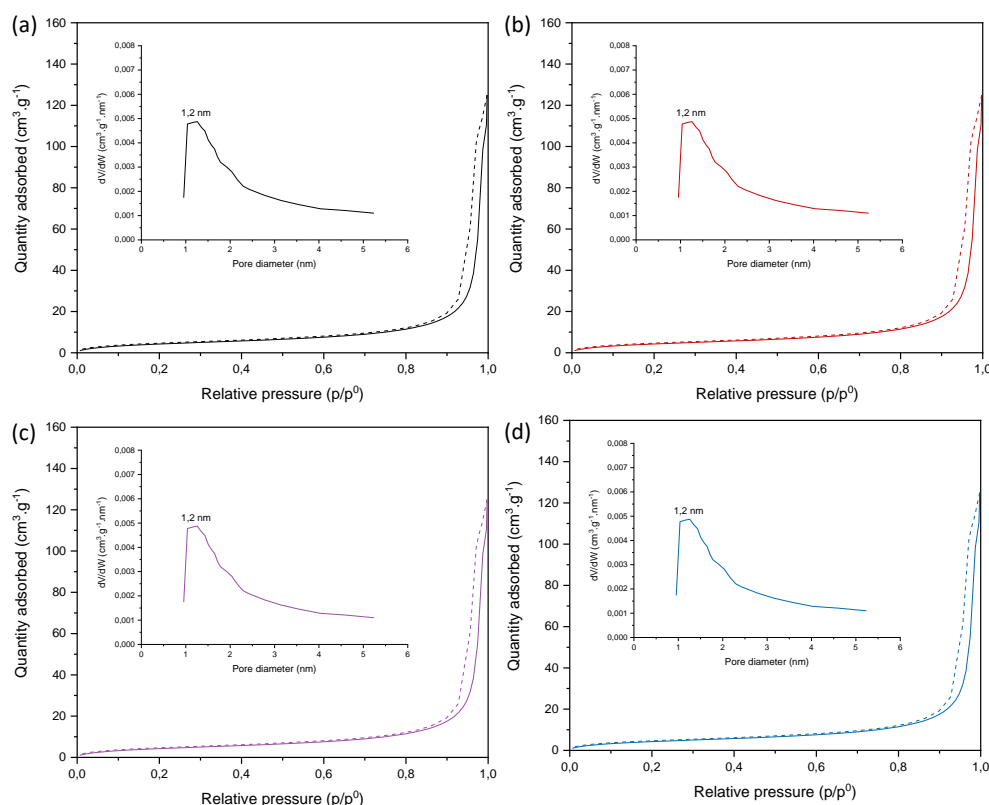 (a)
160
140
120
100
80
60
40
20
0
Quantity adsorbed (cm³.g⁻¹)
0,0 0,2 0,4 0,6 0,8 1,0
Relative pressure (p/p⁰)
0,008
0,007
0,006
0,005
0,004
0,003
0,002
0,001
0,000
dV/dW (cm³.g⁻¹.nm⁻¹)
1,2 nm
0 1 2 3 4 5 6
Pore diameter (nm)
(b)
160
140
120
100
80
60
40
20
0
Quantity adsorbed (cm³.g⁻¹)
0,0 0,2 0,4 0,6 0,8 1,0
Relative pressure (p/p⁰)
0,008
0,007
0,006
0,005
0,004
0,003
0,002
0,001
0,000
dV/dW (cm³.g⁻¹.nm⁻¹)
1,2 nm
0 1 2 3 4 5 6
Pore diameter (nm)
(c)
160
140
120
100
80
60
40
20
0
Quantity adsorbed (cm³.g⁻¹)
0,0 0,2 0,4 0,6 0,8 1,0
Relative pressure (p/p⁰)
0,008
0,007
0,006
0,005
0,004
0,003
0,002
0,001
0,000
dV/dW (cm³.g⁻¹.nm⁻¹)
1,2 nm
0 1 2 3 4 5 6
Pore diameter (nm)
(d)
160
140
120
100
80
60
40
20
0
Quantity adsorbed (cm³.g⁻¹)
0,0 0,2 0,4 0,6 0,8 1,0
Relative pressure (p/p⁰)
0,008
0,007
0,006
0,005
0,004
0,003
0,002
0,001
0,000
dV/dW (cm³.g⁻¹.nm⁻¹)
1,2 nm
0 1 2 3 4 5 6
Pore diameter (nm)